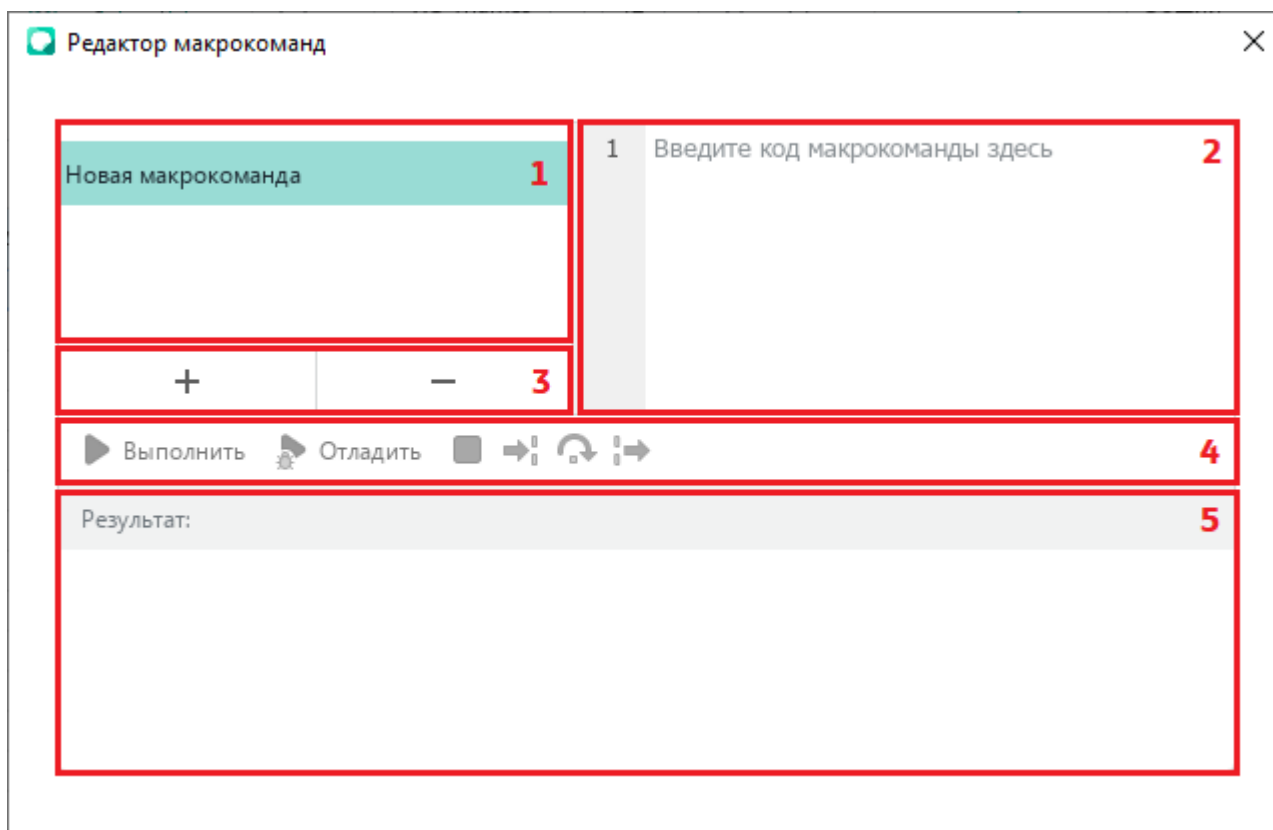 Редактор макрокоманд
Новая макрокоманда 1
1 Введите код макрокоманды здесь 2
+ − 3
Выполнить Отладить 4
Результат: 5